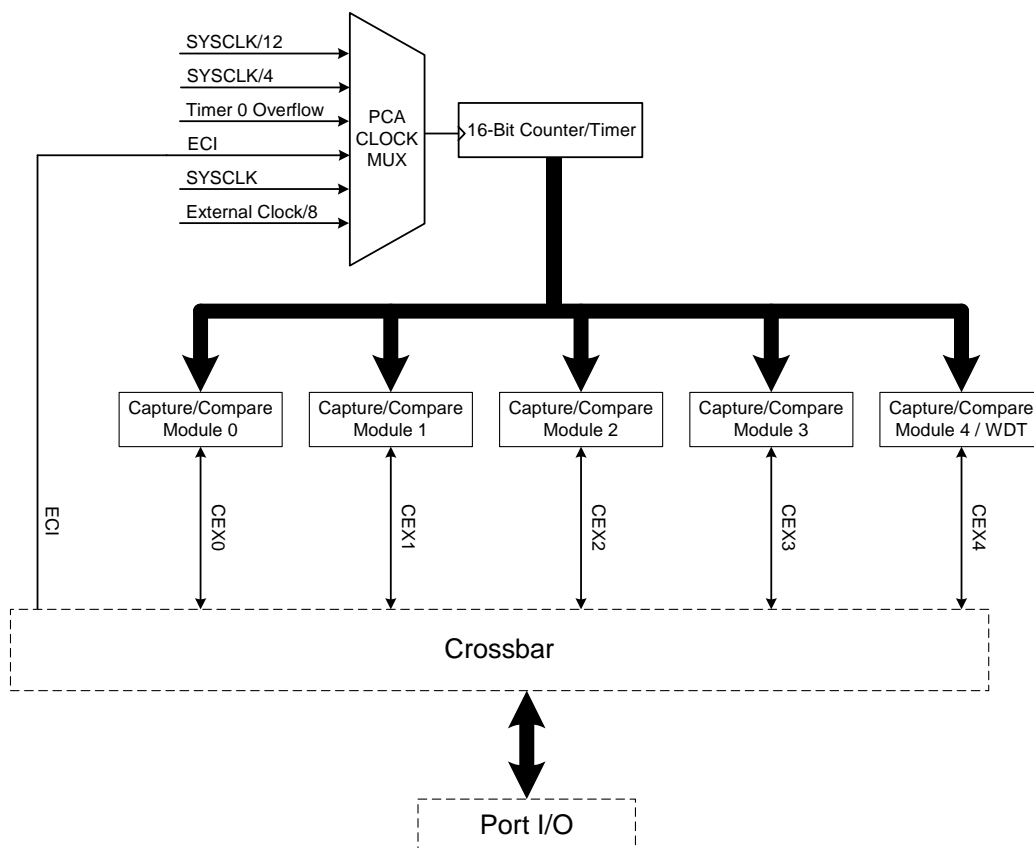 SYSCLK/12
SYSCLK/4
Timer 0 Overflow
ECI
SYSCLK
External Clock/8
PCA
CLOCK
MUX
16-Bit Counter/Timer
Capture/Compare
Module 0
Capture/Compare
Module 1
Capture/Compare
Module 2
Capture/Compare
Module 3
Capture/Compare
Module 4 / WDT
ECI
CEX0
CEX1
CEX2
CEX3
CEX4
Crossbar
Port I/O